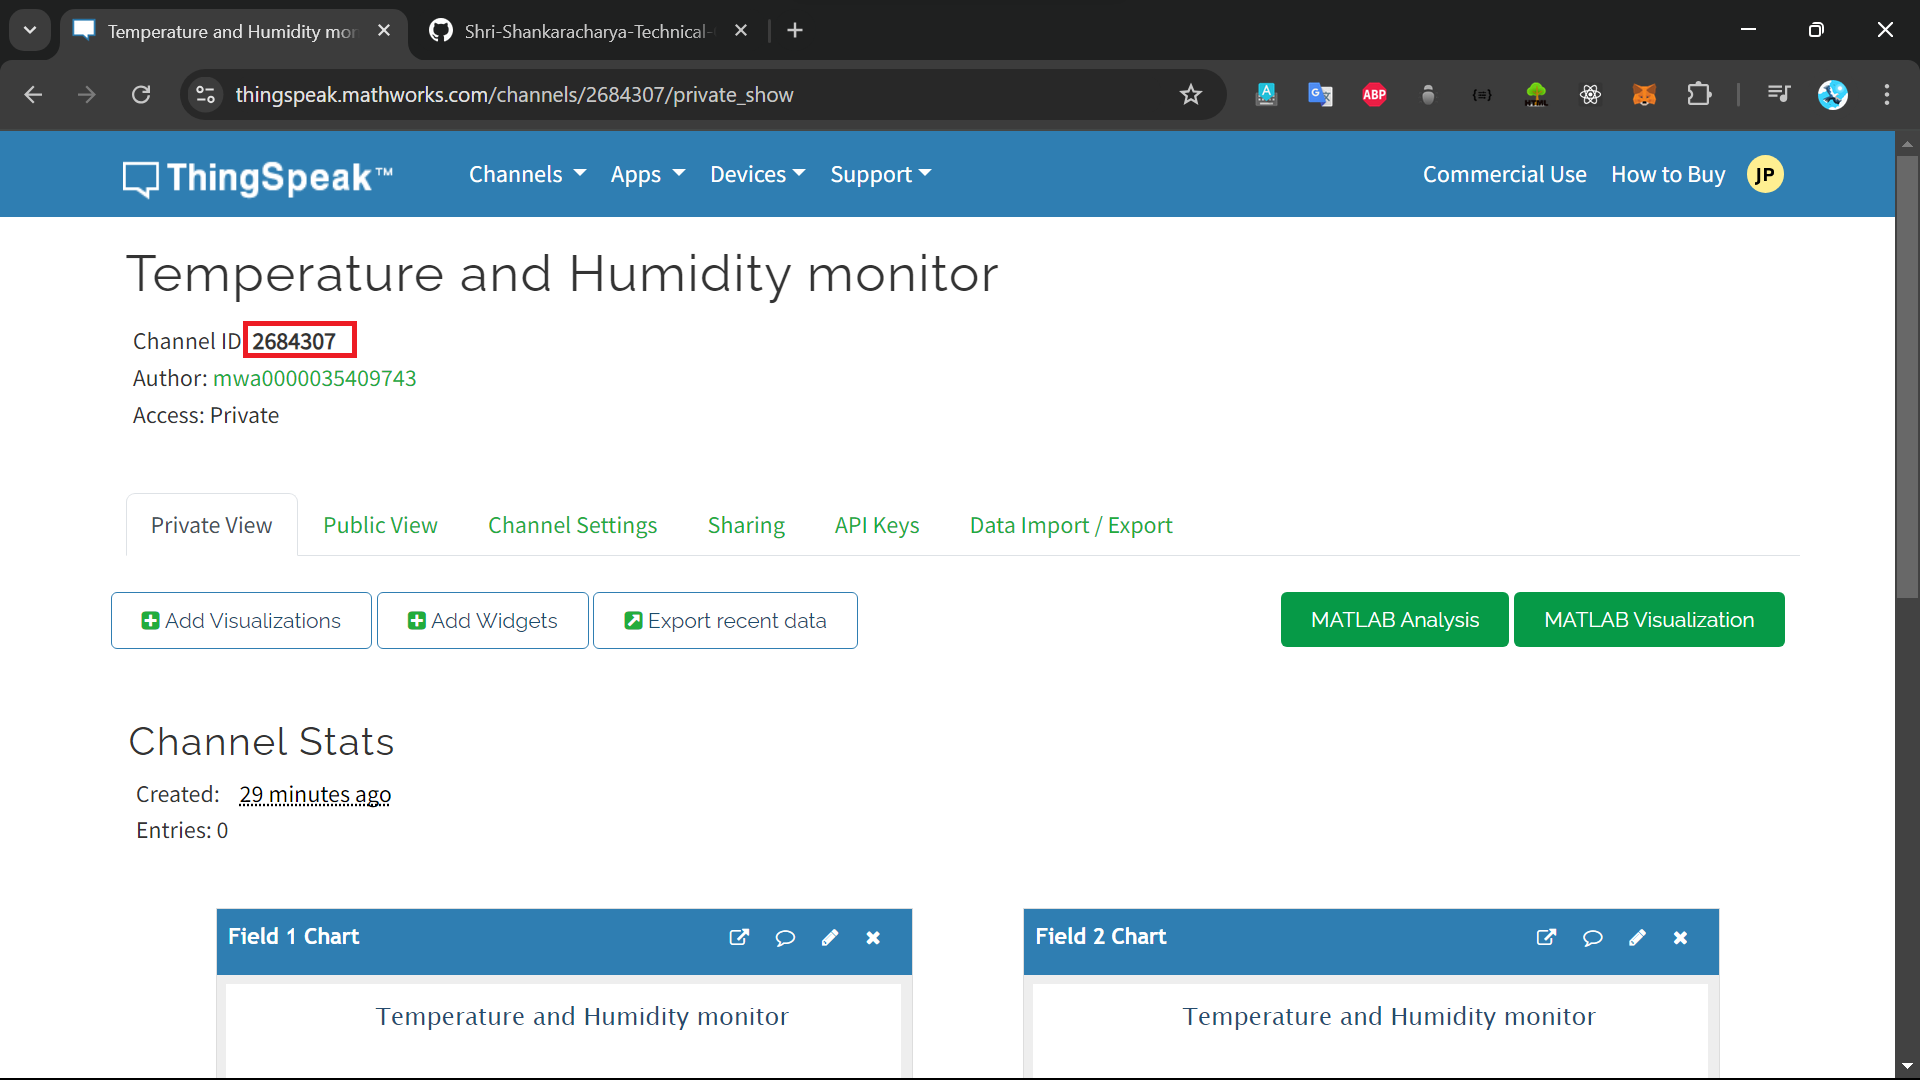 Temperature and Humidity mon
Shri-Shankaracharya-Technical-
thingspeak.mathworks.com/channels/2684307/private_show
A
G
ABP
{≡}
HTML
ThingSpeak™
Channels
Apps
Devices
Support
Commercial Use
How to Buy
JP
Temperature and Humidity monitor
Channel ID 2684307
Author: mwa0000035409743
Access: Private
Private View
Public View
Channel Settings
Sharing
API Keys
Data Import / Export
Add Visualizations
Add Widgets
Export recent data
MATLAB Analysis
MATLAB Visualization
Channel Stats
Created: 29 minutes ago
Entries: 0
Field 1 Chart
Field 2 Chart
Temperature and Humidity monitor
Temperature and Humidity monitor